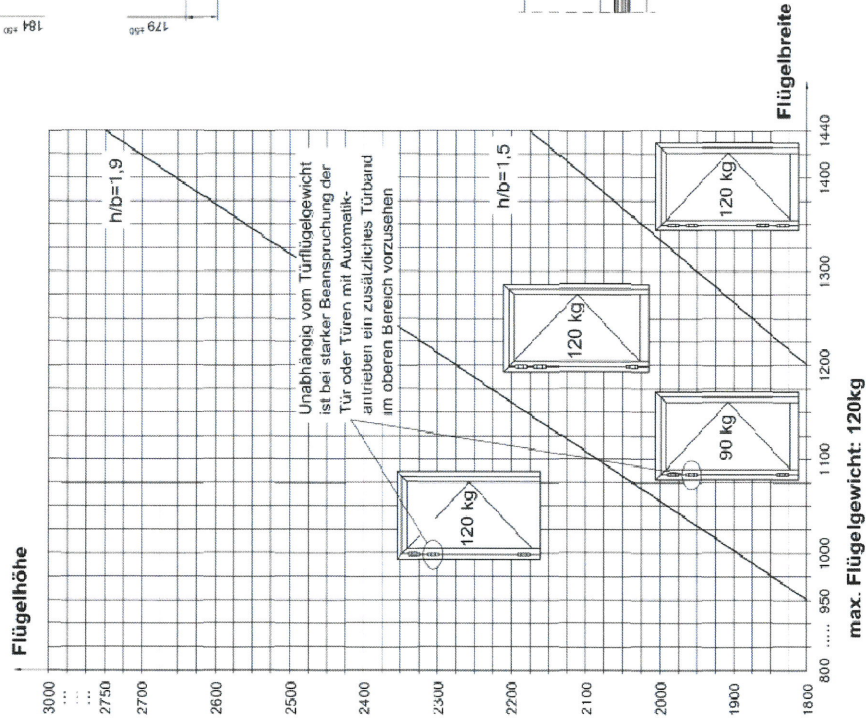 184 ±50
179 ±50
Flügelhöhe
3000
2750
2700
2600
2500
2400
2300
2200
2100
2000
1900
1800
h/b=1,9
Unabhängig vom Türflügelgewicht
ist bei starker Beanspruchung der
Tür oder Türen mit Automatik-
antrieben ein zusätzliches Türband
im oberen Bereich vorzusehen
h/b=1,5
120 kg
120 kg
90 kg
120 kg
Flügelbreite
800 ..... 950 1000 1100 1200 1300 1400 1440
max. Flügelgewicht: 120kg